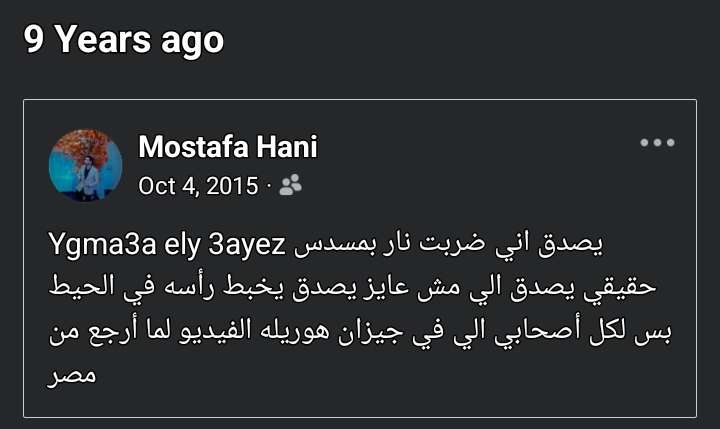 9 Years ago
Mostafa Hani
Oct 4, 2015 ·
Ygma3a ely 3ayez يصدق اني ضربت نار بمسدس
حقيقي يصدق الي مش عايز يصدق يخبط رأسه في الحيط
بس لكل أصحابي الي في جيزان هوريله الفيديو لما أرجع من
مصر